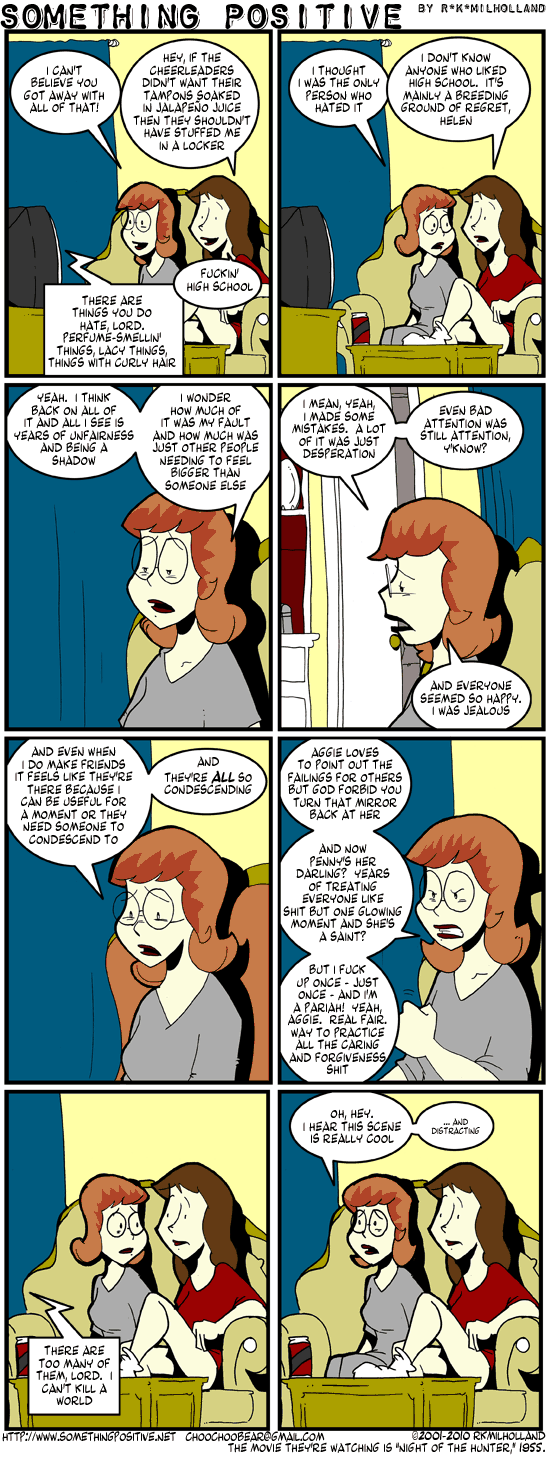 SOMETHING POSITIVE BY R*K*MILHOLLAND
I CAN'T
BELIEVE YOU
GOT AWAY WITH
ALL OF THAT!
HEY, IF THE
CHEERLEADERS
DIDN'T WANT THEIR
TAMPONS SOAKED
IN JALAPEÑO JUICE
THEN THEY SHOULDN'T
HAVE STUFFED ME
IN A LOCKER
FUCKIN'
HIGH SCHOOL
THERE ARE
THINGS YOU DO
HATE, LORD.
PERFUME-SMELLIN'
THINGS, LACY THINGS,
THINGS WITH CURLY HAIR
I THOUGHT
I WAS THE ONLY
PERSON WHO
HATED IT
I DON'T KNOW
ANYONE WHO LIKED
HIGH SCHOOL. IT'S
MAINLY A BREEDING
GROUND OF REGRET,
HELEN
YEAH. I THINK
BACK ON ALL OF
IT AND ALL I SEE IS
YEARS OF UNFAIRNESS
AND BEING A
SHADOW
I WONDER
HOW MUCH OF
IT WAS MY FAULT
AND HOW MUCH WAS
JUST OTHER PEOPLE
NEEDING TO FEEL
BIGGER THAN
SOMEONE ELSE
I MEAN, YEAH,
I MADE SOME
MISTAKES. A LOT
OF IT WAS JUST
DESPERATION
EVEN BAD
ATTENTION WAS
STILL ATTENTION,
Y'KNOW?
AND EVERYONE
SEEMED SO HAPPY.
I WAS JEALOUS
AND EVEN WHEN
I DO MAKE FRIENDS
IT FEELS LIKE THEY'RE
THERE BECAUSE I
CAN BE USEFUL FOR
A MOMENT OR THEY
NEED SOMEONE TO
CONDESCEND TO
AND
THEY'RE ALL SO
CONDESCENDING
AGGIE LOVES
TO POINT OUT THE
FAILINGS FOR OTHERS
BUT GOD FORBID YOU
TURN THAT MIRROR
BACK AT HER
AND NOW
PENNY'S HER
DARLING? YEARS
OF TREATING
EVERYONE LIKE
SHIT BUT ONE GLOWING
MOMENT AND SHE'S
A SAINT?
BUT I FUCK
UP ONCE - JUST
ONCE - AND I'M
A PARIAH! YEAH,
AGGIE. REAL FAIR.
WAY TO PRACTICE
ALL THE CARING
AND FORGIVENESS
SHIT
THERE ARE
TOO MANY OF
THEM, LORD. I
CAN'T KILL A
WORLD
OH, HEY.
I HEAR THIS SCENE
IS REALLY COOL
... AND
DISTRACTING
HTTP://WWW.SOMETHINGPOSITIVE.NET CHOOCHOOBEAR@GMAIL.COM ©2001-2010 RKMILHOLLAND
THE MOVIE THEY'RE WATCHING IS "NIGHT OF THE HUNTER," 1955.